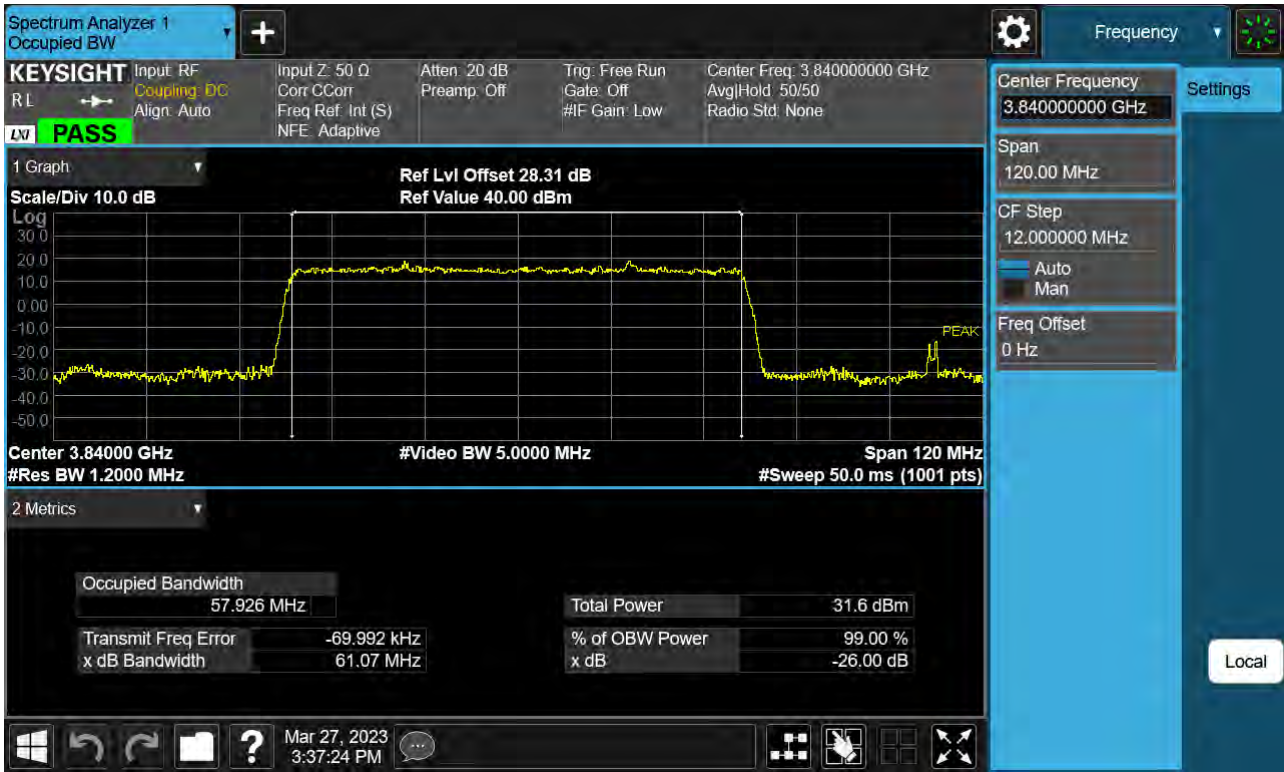 Spectrum Analyzer 1
Occupied BW
+
Frequency
KEYSIGHT
RL
LXI
PASS
Input: RF
Coupling: DC
Align: Auto
Input Z: 50 Ω
Corr CCorr
Freq Ref: Int (S)
NFE: Adaptive
Atten: 20 dB
Preamp: Off
Trig: Free Run
Gate: Off
#IF Gain: Low
Center Freq: 3.840000000 GHz
Avg|Hold: 50/50
Radio Std: None
Center Frequency
3.840000000 GHz
Settings
Span
120.00 MHz
CF Step
12.000000 MHz
Auto
Man
Freq Offset
0 Hz
1 Graph
Scale/Div 10.0 dB
Ref Lvl Offset 28.31 dB
Ref Value 40.00 dBm
Log
30.0
20.0
10.0
0.00
-10.0
-20.0
-30.0
-40.0
-50.0
PEAK
Center 3.84000 GHz
#Video BW 5.0000 MHz
Span 120 MHz
#Res BW 1.2000 MHz
#Sweep 50.0 ms (1001 pts)
2 Metrics
Occupied Bandwidth
57.926 MHz
Total Power 31.6 dBm
Transmit Freq Error -69.992 kHz
% of OBW Power 99.00 %
x dB Bandwidth 61.07 MHz
x dB -26.00 dB
Local
?
Mar 27, 2023
3:37:24 PM